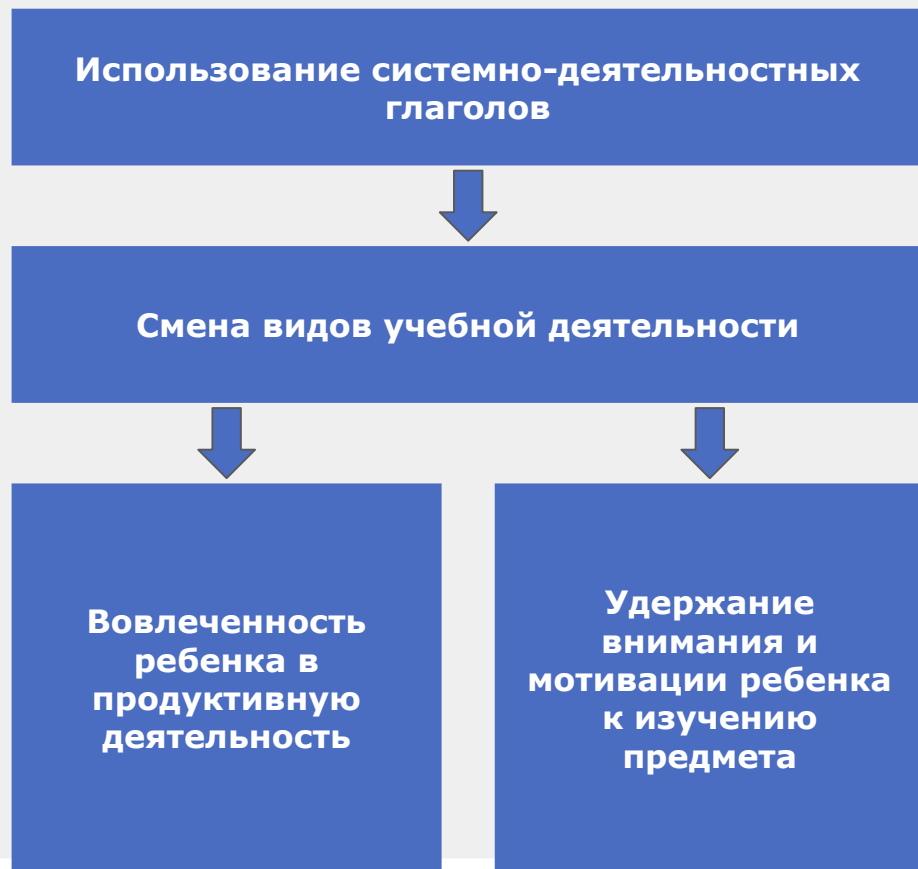 Использование системно-деятельностных
глаголов
Смена видов учебной деятельности
Вовлеченность
ребенка в
продуктивную
деятельность
Удержание
внимания и
мотивации ребенка
к изучению
предмета